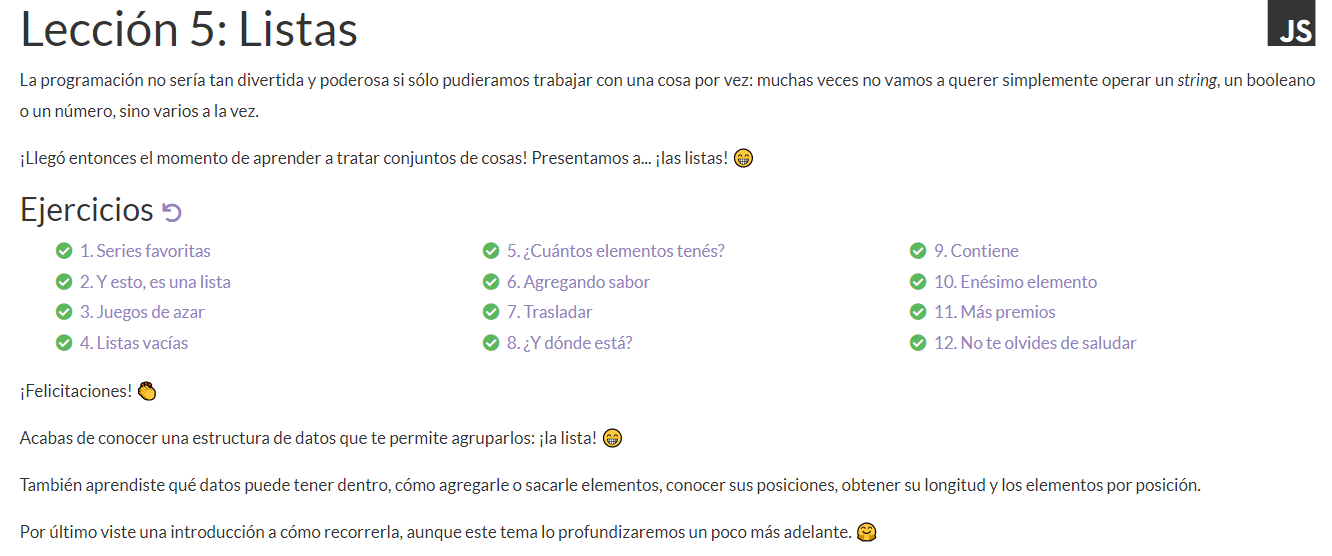 Lección 5: Listas
JS
La programación no sería tan divertida y poderosa si sólo pudieramos trabajar con una cosa por vez: muchas veces no vamos a querer simplemente operar un string, un booleano
o un número, sino varios a la vez.
¡Llegó entonces el momento de aprender a tratar conjuntos de cosas! Presentamos a... ¡las listas! 😁
Ejercicios
1. Series favoritas
2. Y esto, es una lista
3. Juegos de azar
4. Listas vacías
5. ¿Cuántos elementos tenés?
6. Agregando sabor
7. Trasladar
8. ¿Y dónde está?
9. Contiene
10. Enésimo elemento
11. Más premios
12. No te olvides de saludar
¡Felicitaciones! 👏
Acabas de conocer una estructura de datos que te permite agruparlos: ¡la lista! 😁
También aprendiste qué datos puede tener dentro, cómo agregarle o sacarle elementos, conocer sus posiciones, obtener su longitud y los elementos por posición.
Por último viste una introducción a cómo recorrerla, aunque este tema lo profundizaremos un poco más adelante. 🤗